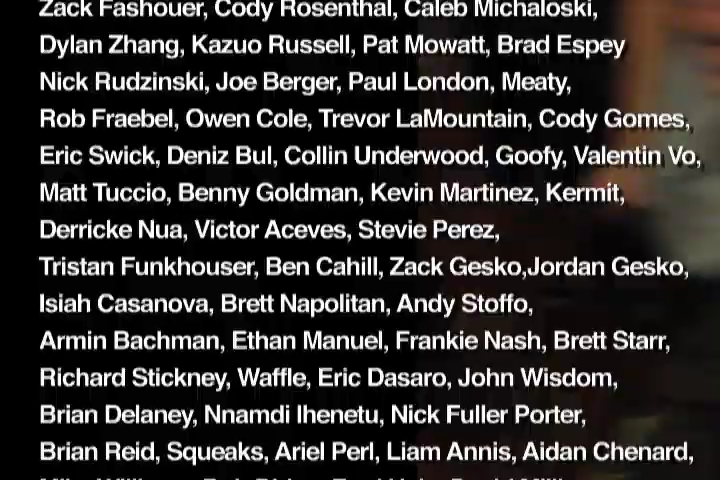 Zack Fashouer, Cody Rosenthal, Caleb Michaloski,
Dylan Zhang, Kazuo Russell, Pat Mowatt, Brad Espey
Nick Rudzinski, Joe Berger, Paul London, Meaty,
Rob Fraebel, Owen Cole, Trevor LaMountain, Cody Gomes,
Eric Swick, Deniz Bul, Collin Underwood, Goofy, Valentin Vo,
Matt Tuccio, Benny Goldman, Kevin Martinez, Kermit,
Derricke Nua, Victor Aceves, Stevie Perez,
Tristan Funkhouser, Ben Cahill, Zack Gesko,Jordan Gesko,
Isiah Casanova, Brett Napolitan, Andy Stoffo,
Armin Bachman, Ethan Manuel, Frankie Nash, Brett Starr,
Richard Stickney, Waffle, Eric Dasaro, John Wisdom,
Brian Delaney, Nnamdi Ihenetu, Nick Fuller Porter,
Brian Reid, Squeaks, Ariel Perl, Liam Annis, Aidan Chenard,